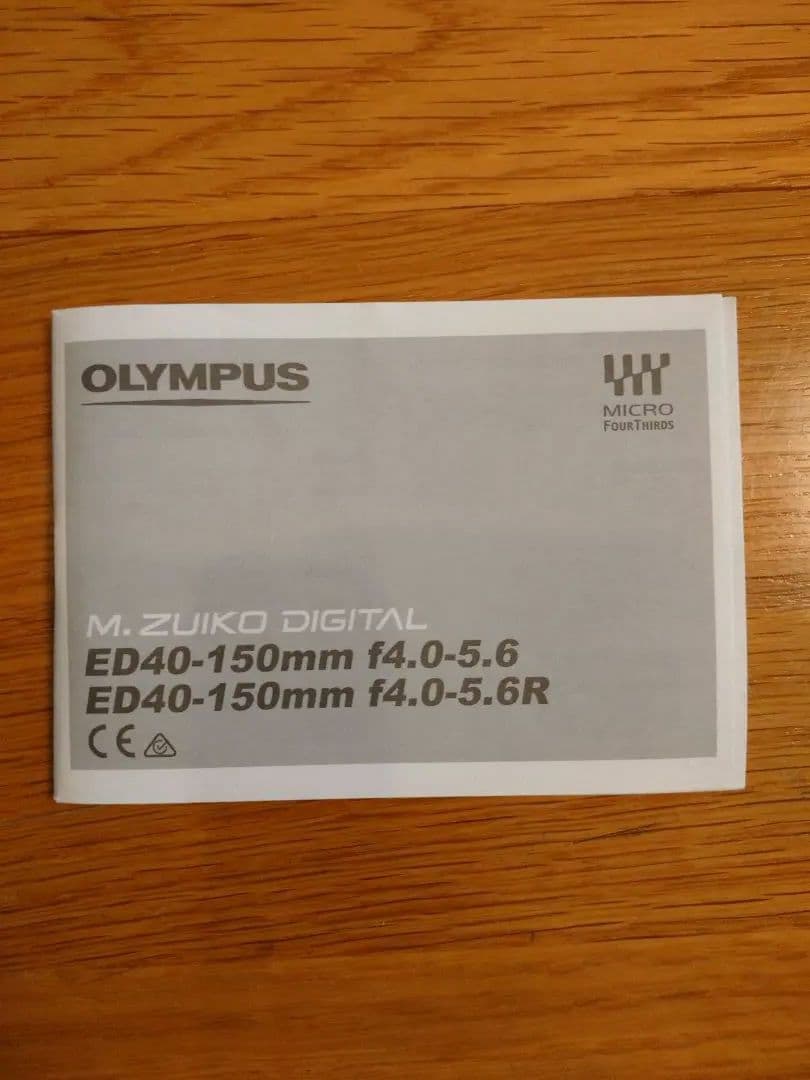 OLYMPUS
MICRO
FOURTHIRDS
M. ZUIKO DIGITAL
ED40-150mm f4.0-5.6
ED40-150mm f4.0-5.6R
CE